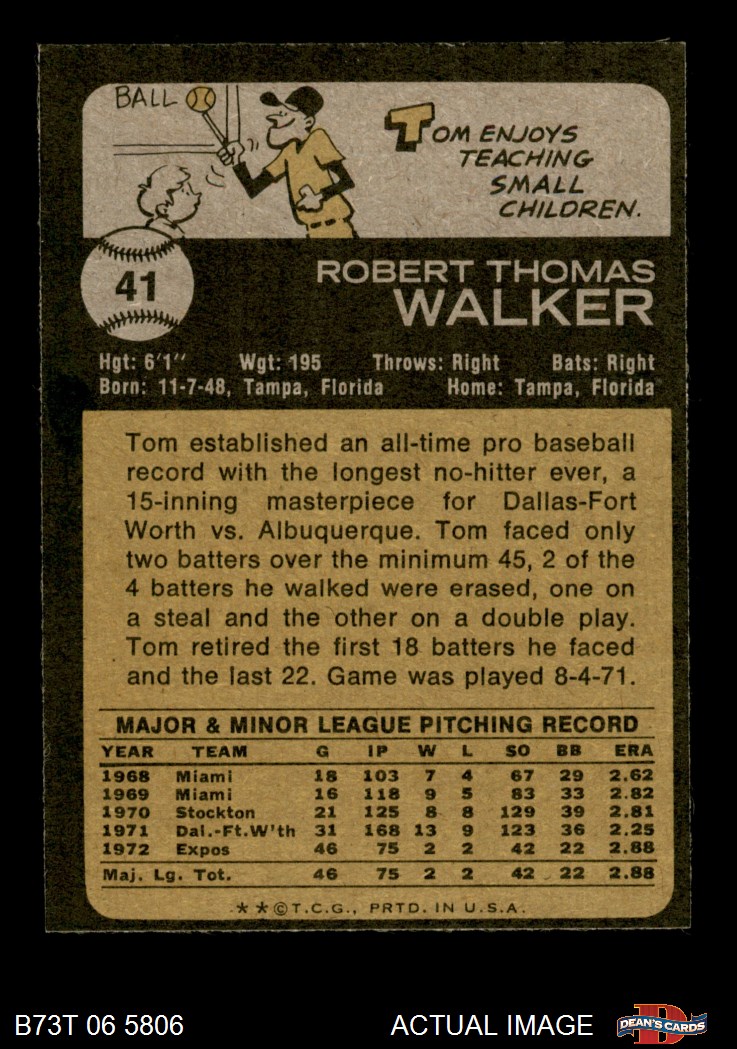 BALL
TOM ENJOYS
TEACHING
SMALL
CHILDREN.
41
ROBERT THOMAS
WALKER
Hgt: 6'1" Wgt: 195 Throws: Right Bats: Right
Born: 11-7-48, Tampa, Florida Home: Tampa, Florida
Tom established an all-time pro baseball
record with the longest no-hitter ever, a
15-inning masterpiece for Dallas-Fort
Worth vs. Albuquerque. Tom faced only
two batters over the minimum 45, 2 of the
4 batters he walked were erased, one on
a steal and the other on a double play.
Tom retired the first 18 batters he faced
and the last 22. Game was played 8-4-71.
MAJOR & MINOR LEAGUE PITCHING RECORD
YEAR TEAM G IP W L SO BB ERA
1968 Miami 18 103 7 4 67 29 2.62
1969 Miami 16 118 9 5 83 33 2.82
1970 Stockton 21 125 8 8 129 39 2.81
1971 Dal.-Ft.W'th 31 168 13 9 123 36 2.25
1972 Expos 46 75 2 2 42 22 2.88
Maj. Lg. Tot. 46 75 2 2 42 22 2.88
★ ★ © T.C.G., PRTD. IN U.S.A.
B73T 06 5806 ACTUAL IMAGE D DEAN'S CARDS